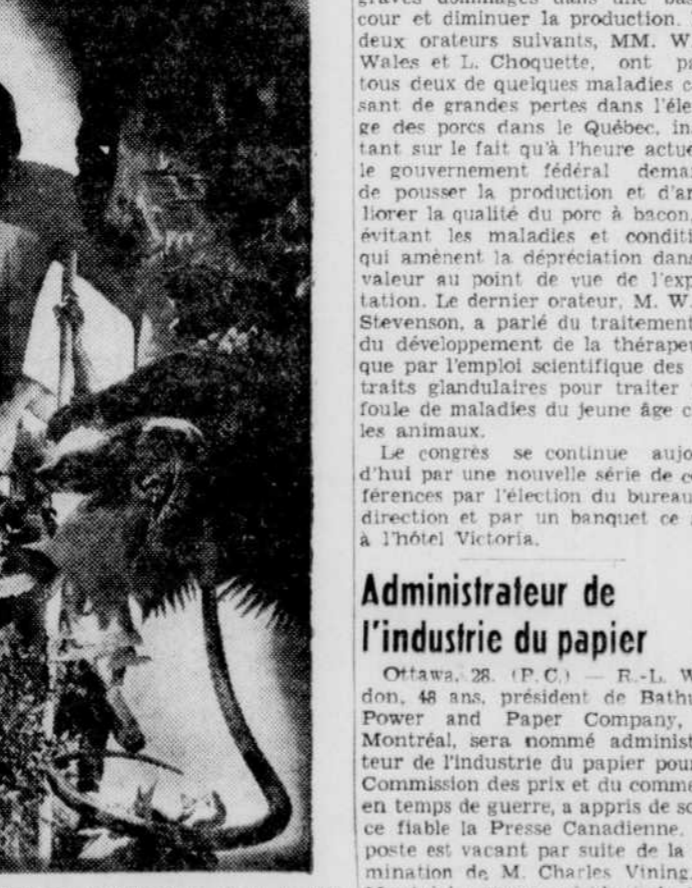 graves dommages dans une bas
cour et diminuer la production.
deux orateurs suivants, MM. W
Wales et L. Choquette, ont pa
tous deux de quelques maladies c
sant de grandes pertes dans l'éle
ge des porcs dans le Québec, in
tant sur le fait qu'à l'heure actue
le gouvernement fédéral dema
de pousser la production et d'am
liorer la qualité du porc à bacon,
évitant les maladies et conditi
qui amènent la dépréciation dans
valeur au point de vue de l'exp
tation. Le dernier orateur, M. W
Stevenson, a parlé du traitement
du développement de la thérapeu
que par l'emploi scientifique des
traits glandulaires pour traiter
foule de maladies du jeune âge c
les animaux.
Le congrès se continue aujo
d'hui par une nouvelle série de co
férences par l'élection du bureau
direction et par un banquet ce
à l'hôtel Victoria.
Administrateur de
l'industrie du papier
Ottawa, 28. (P.C.) — R.-L. W
don, 48 ans, président de Bathu
Power and Paper Company,
Montréal, sera nommé administ
teur de l'industrie du papier pour
Commission des prix et du comme
en temps de guerre, a appris de so
ce fiable la Presse Canadienne.
poste est vacant par suite de la
mination de M. Charles Vining,